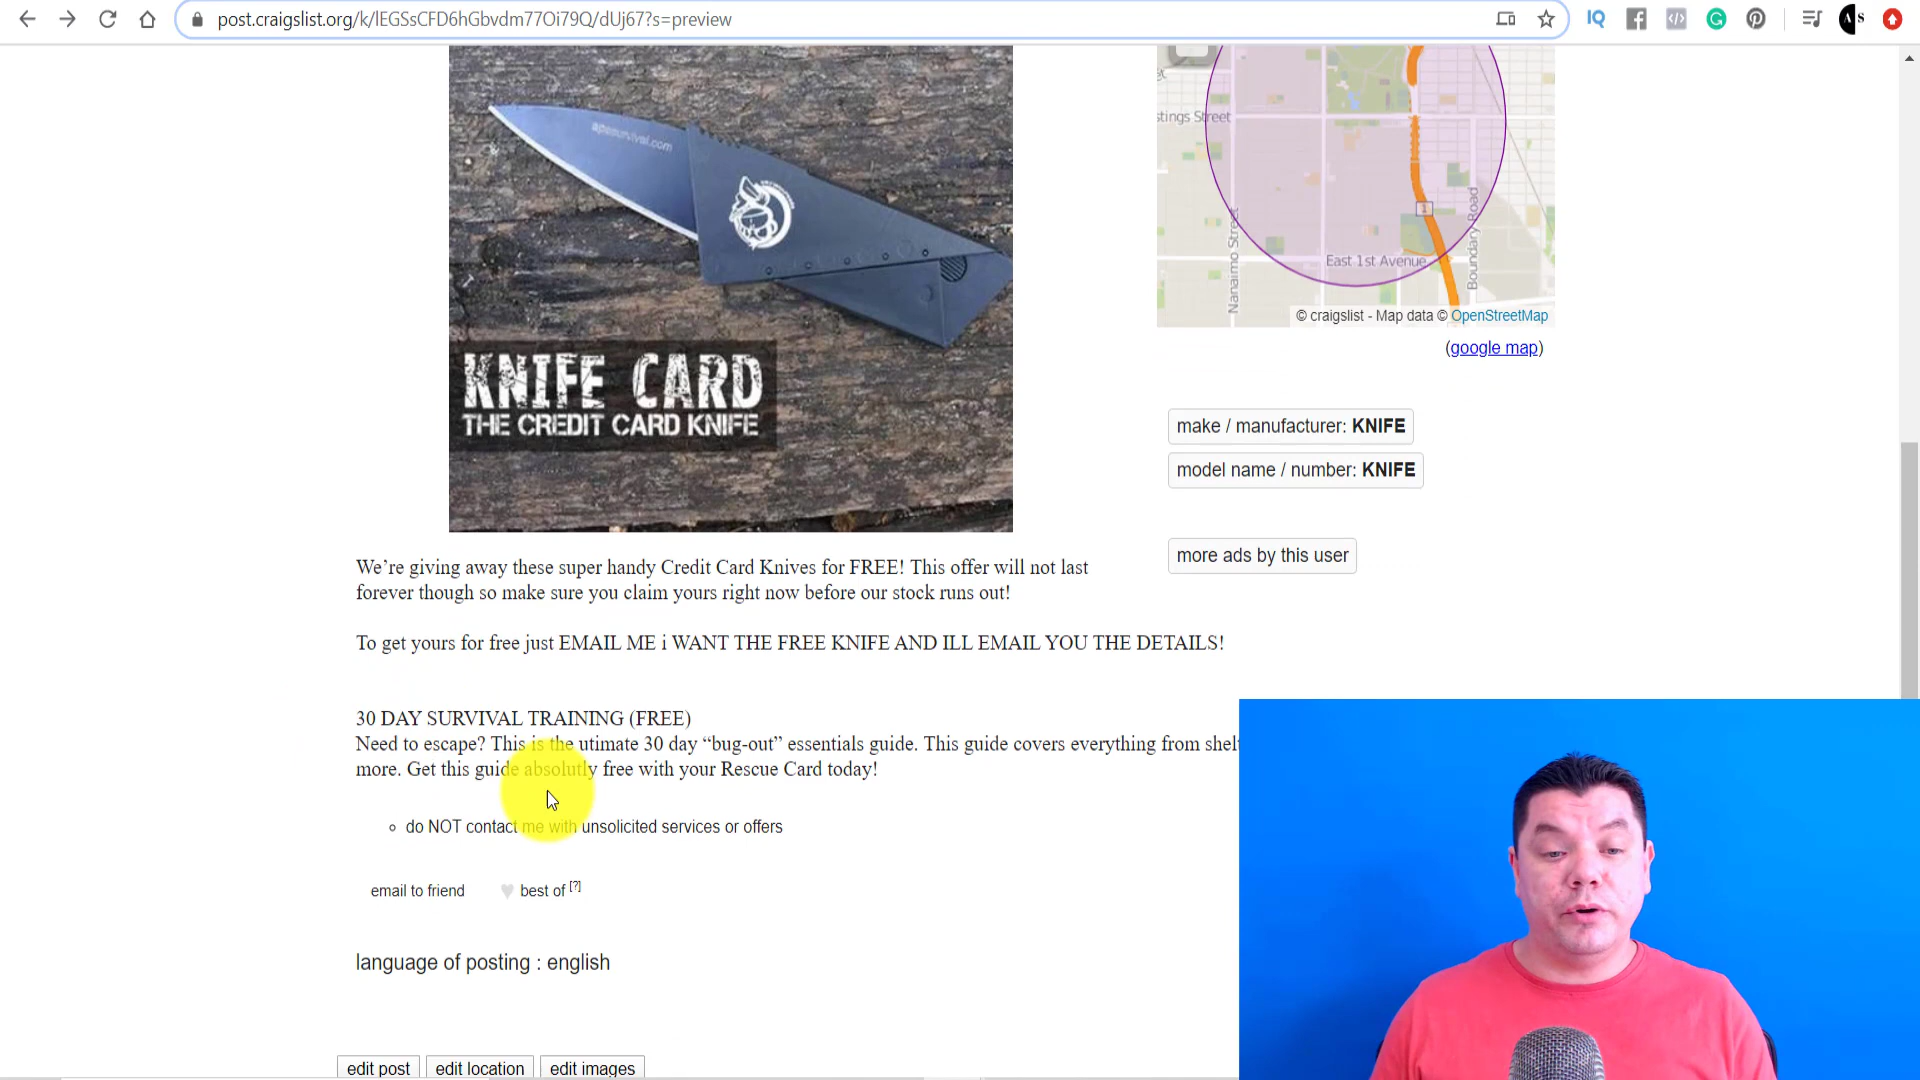 post.craigslist.org/k/lEGSsCFD6hGbvdm77Oi79Q/dUj67?s=preview
apesurvival.com
KNIFE CARD
THE CREDIT CARD KNIFE
stings Street
Nanaimo Street
Boundary Road
East 1st Avenue
© craigslist - Map data © OpenStreetMap
(google map)
make / manufacturer: KNIFE
model name / number: KNIFE
more ads by this user
We’re giving away these super handy Credit Card Knives for FREE! This offer will not last
forever though so make sure you claim yours right now before our stock runs out!
To get yours for free just EMAIL ME i WANT THE FREE KNIFE AND ILL EMAIL YOU THE DETAILS!
30 DAY SURVIVAL TRAINING (FREE)
Need to escape? This is the utimate 30 day “bug-out” essentials guide. This guide covers everything from shelt
more. Get this guide absolutly free with your Rescue Card today!
do NOT contact me with unsolicited services or offers
email to friend
best of [?]
language of posting : english
edit post
edit location
edit images